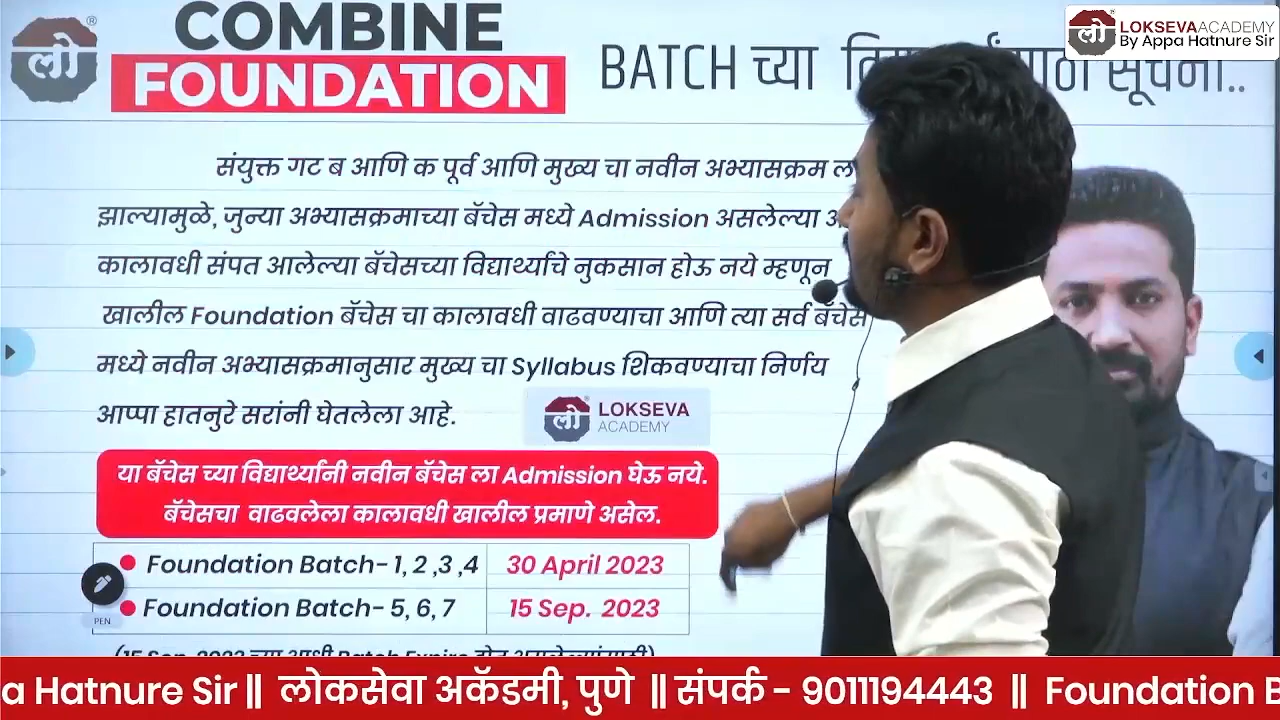 लो
COMBINE
FOUNDATION
BATCH च्या
LOKSEVA ACADEMY
By Appa Hatnure Sir
संयुक्त गट ब आणि क पूर्व आणि मुख्य चा नवीन अभ्यासक्रम
झाल्यामुळे, जुन्या अभ्यासक्रमाच्या बॅचेस मध्ये Admission असलेल्या
कालावधी संपत आलेल्या बॅचेसच्या विद्यार्थ्यांचे नुकसान होऊ नये म्हणून
खालील Foundation बॅचेस चा कालावधी वाढवण्याचा आणि त्या सर्व बॅचेस
मध्ये नवीन अभ्यासक्रमानुसार मुख्य चा Syllabus शिकवण्याचा निर्णय
आप्पा हातनुरे सरांनी घेतलेला आहे.
लो LOKSEVA
ACADEMY
या बॅचेस च्या विद्यार्थ्यांनी नवीन बॅचेस ला Admission घेऊ नये.
बॅचेसचा वाढवलेला कालावधी खालील प्रमाणे असेल.
Foundation Batch- 1, 2 ,3 ,4 30 April 2023
Foundation Batch- 5, 6, 7 15 Sep. 2023
PEN
a Hatnure Sir || लोकसेवा अकॅडमी, पुणे || संपर्क - 9011194443 || Foundation B